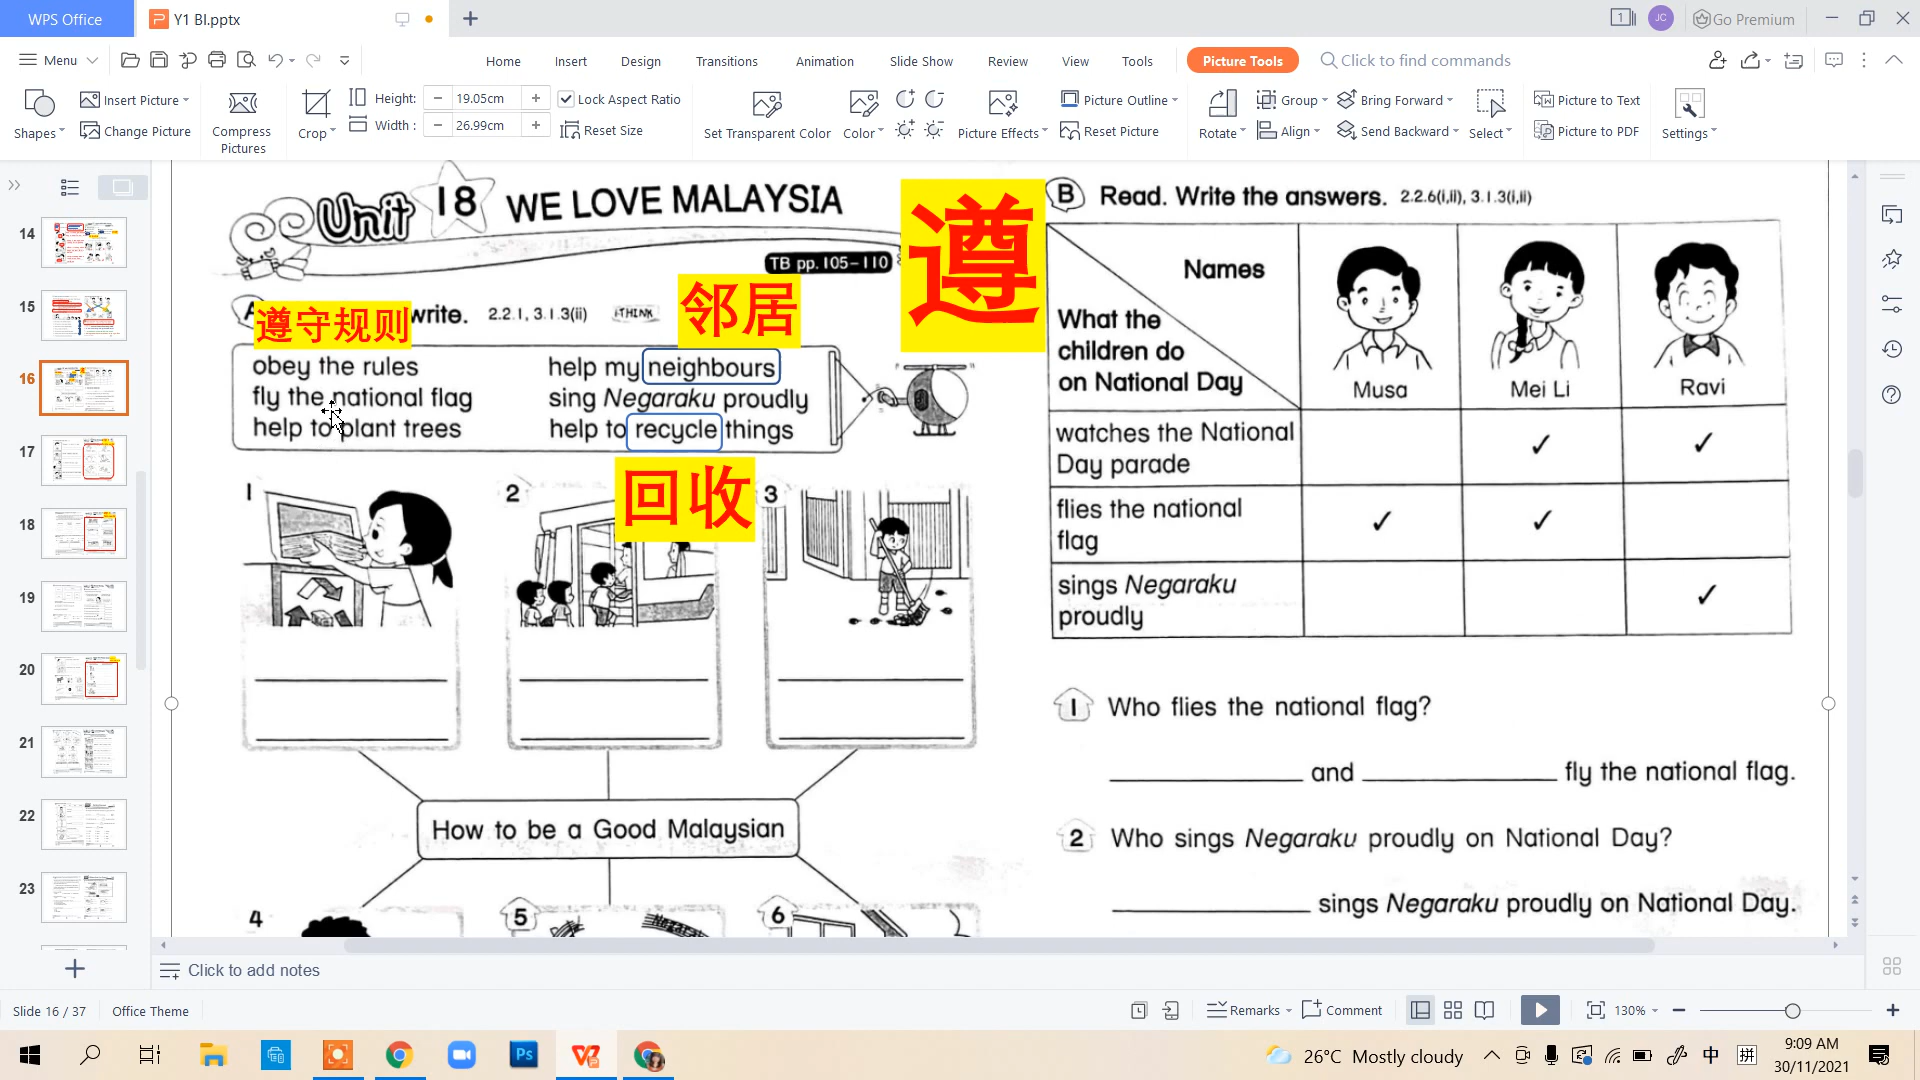 WPS Office
Y1 BI.pptx
1
JC
Go Premium
Menu
Home
Insert
Design
Transitions
Animation
Slide Show
Review
View
Tools
Picture Tools
Click to find commands
Shapes
Insert Picture
Change Picture
Compress Pictures
Crop
Height:
19.05cm
Width :
26.99cm
Lock Aspect Ratio
Reset Size
Set Transparent Color
Color
Picture Effects
Picture Outline
Reset Picture
Rotate
Group
Align
Bring Forward
Send Backward
Select
Picture to Text
Picture to PDF
Settings
14
15
16
17
18
19
20
21
22
23
Unit 18 WE LOVE MALAYSIA
TB pp. 105–110
遵
遵守规则
write. 2.2.1, 3.1.3(ii) iTHINK
邻居
obey the rules
help my neighbours
fly the national flag
sing Negaraku proudly
help to plant trees
help to recycle things
回收
1
2
3
How to be a Good Malaysian
4
5
6
B Read. Write the answers. 2.2.6(i,ii), 3.1.3(i,ii)
Names
What the
children do
on National Day
Musa
Mei Li
Ravi
watches the National
Day parade
✓ ✓
flies the national
flag
✓ ✓
sings Negaraku
proudly
✓
1 Who flies the national flag?
____________ and ____________ fly the national flag.
2 Who sings Negaraku proudly on National Day?
____________ sings Negaraku proudly on National Day.
Click to add notes
Slide 16 / 37
Office Theme
Remarks
Comment
130%
Ps
26°C Mostly cloudy
中
拼
9:09 AM
30/11/2021